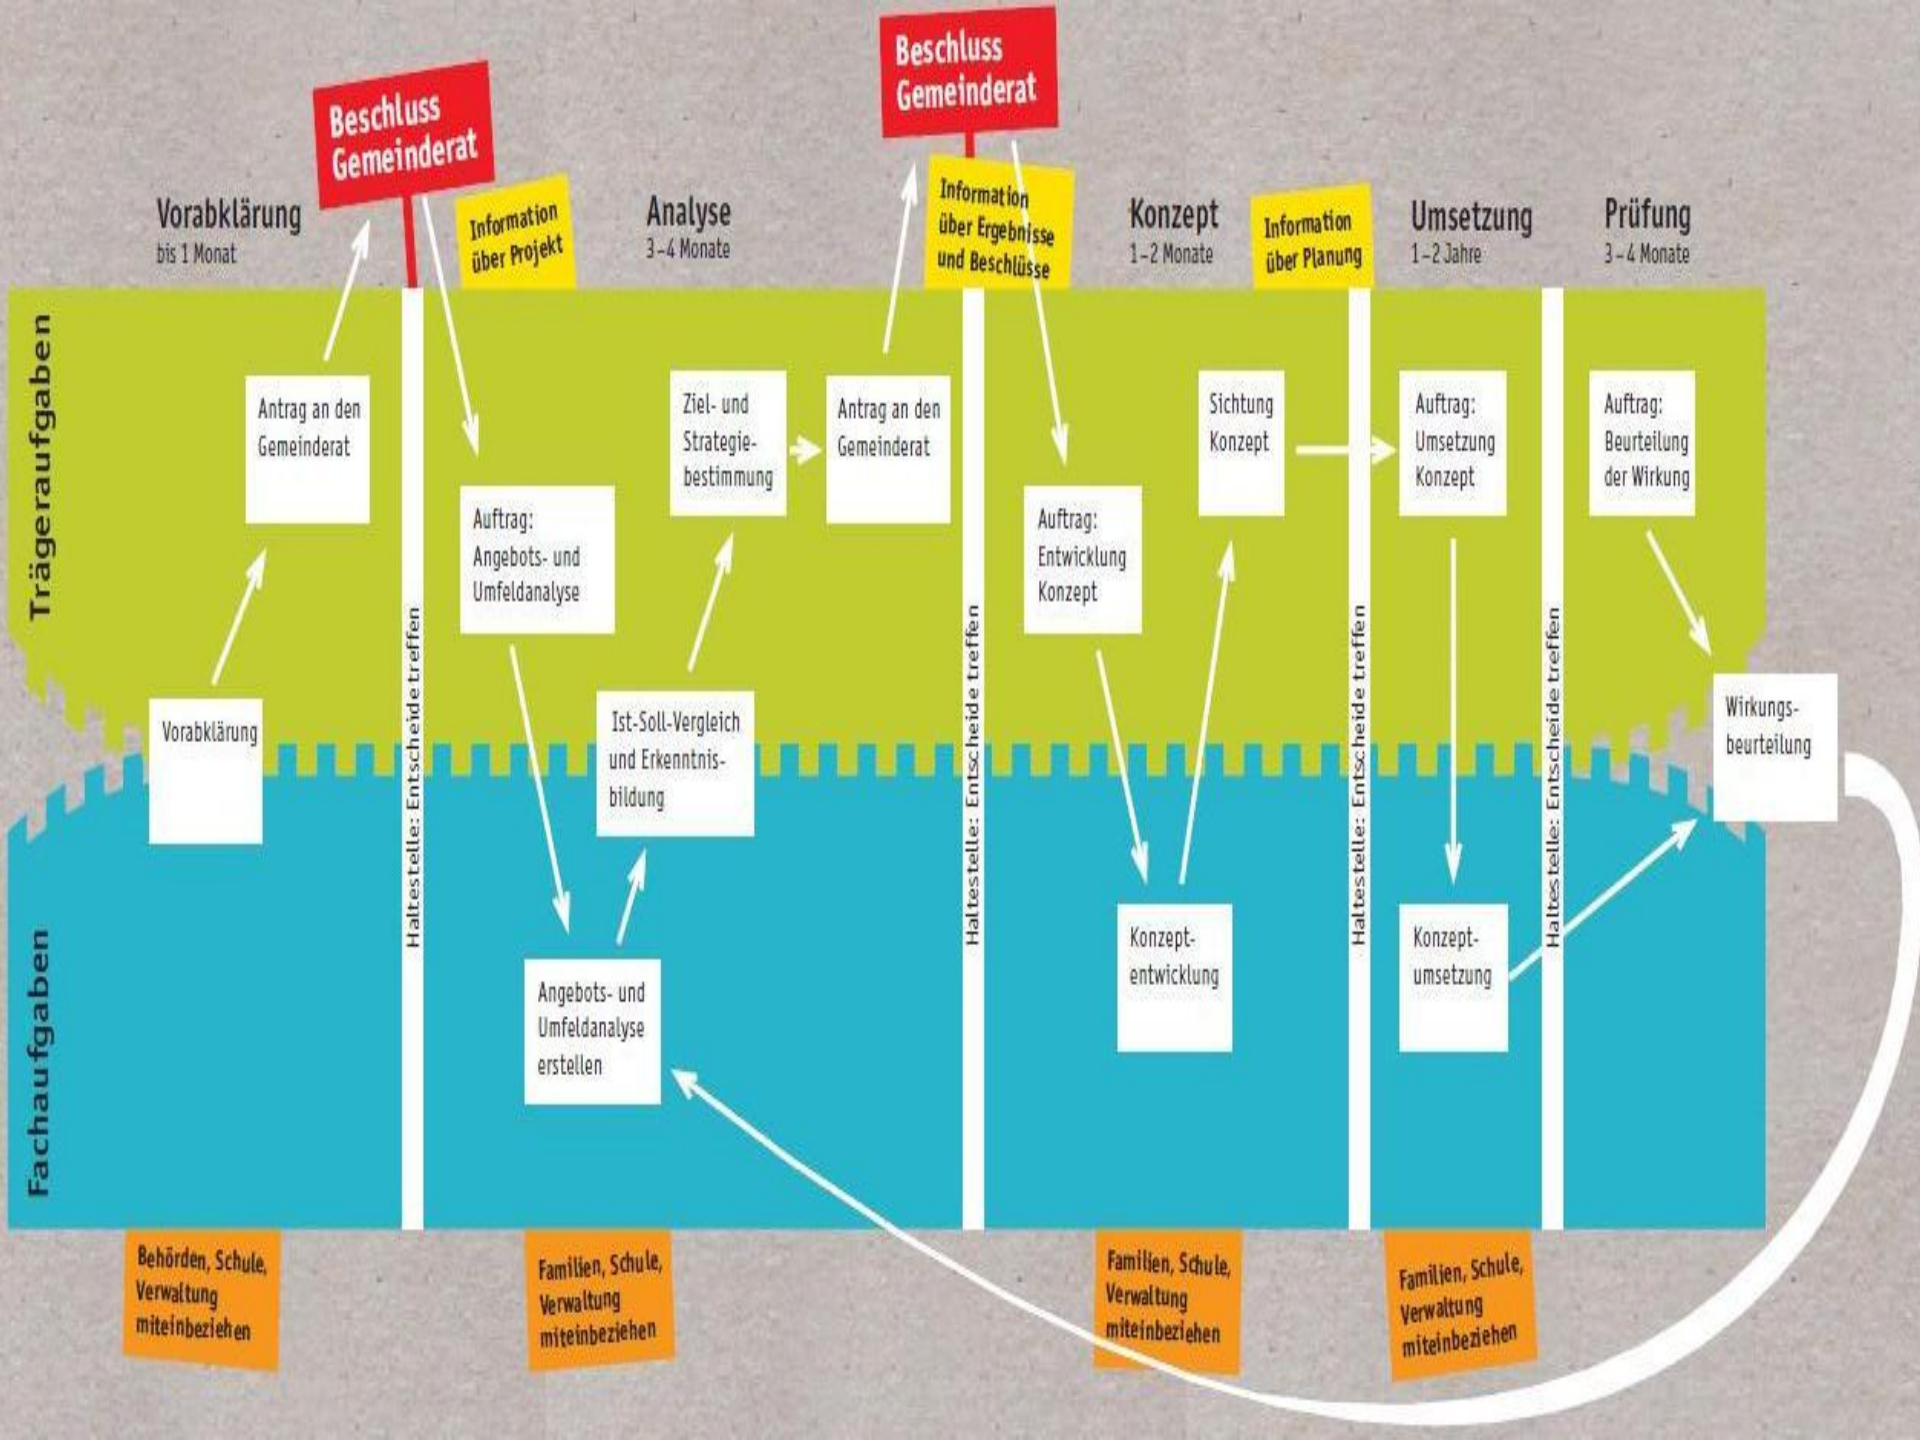 Beschluss
Gemeinderat
Beschluss
Gemeinderat
Vorabklärung
bis 1 Monat
Information
über Projekt
Analyse
3–4 Monate
Information
über Ergebnisse
und Beschlüsse
Konzept
1–2 Monate
Information
über Planung
Umsetzung
1–2 Jahre
Prüfung
3–4 Monate
Trägeraufgaben
Fachaufgaben
Vorabklärung
Antrag an den
Gemeinderat
Haltestelle: Entscheide treffen
Auftrag:
Angebots- und
Umfeldanalyse
Angebots- und
Umfeldanalyse
erstellen
Ist-Soll-Vergleich
und Erkenntnis-
bildung
Ziel- und
Strategie-
bestimmung
Antrag an den
Gemeinderat
Haltestelle: Entscheide treffen
Auftrag:
Entwicklung
Konzept
Konzept-
entwicklung
Sichtung
Konzept
Haltestelle: Entscheide treffen
Auftrag:
Umsetzung
Konzept
Konzept-
umsetzung
Haltestelle: Entscheide treffen
Auftrag:
Beurteilung
der Wirkung
Wirkungs-
beurteilung
Behörden, Schule,
Verwaltung
miteinbeziehen
Familien, Schule,
Verwaltung
miteinbeziehen
Familien, Schule,
Verwaltung
miteinbeziehen
Familien, Schule,
Verwaltung
miteinbeziehen